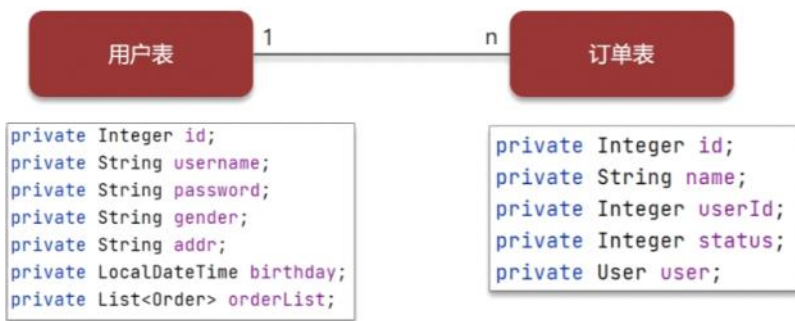 用户表
1
n
订单表
private Integer id;
private String username;
private String password;
private String gender;
private String addr;
private LocalDateTime birthday;
private List<Order> orderList;
private Integer id;
private String name;
private Integer userId;
private Integer status;
private User user;